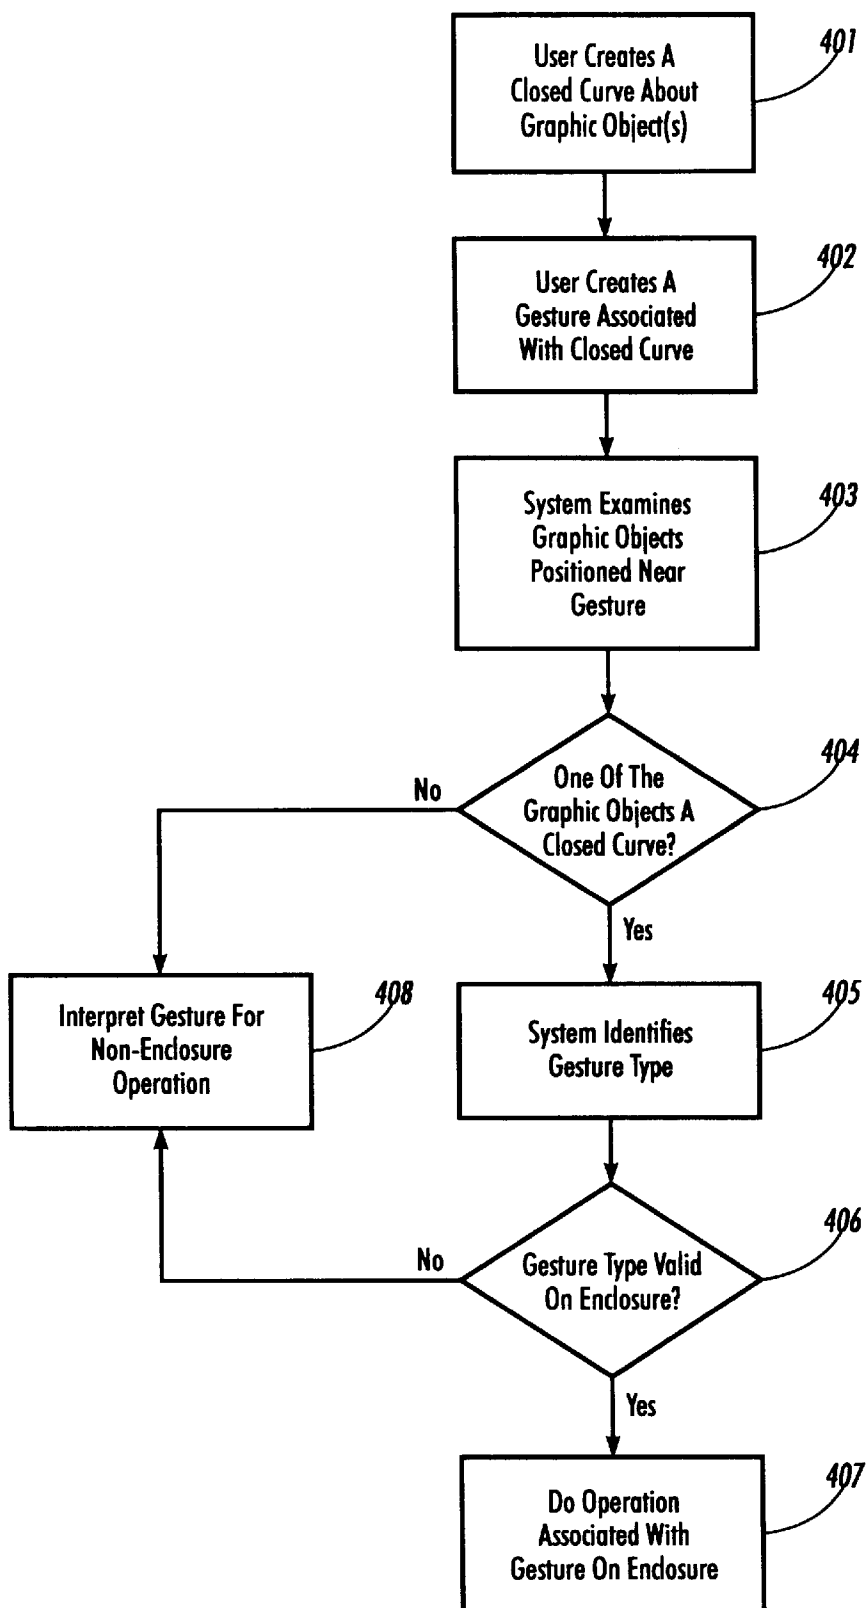 401
User Creates A
Closed Curve About
Graphic Object(s)
402
User Creates A
Gesture Associated
With Closed Curve
403
System Examines
Graphic Objects
Positioned Near
Gesture
404
One Of The
Graphic Objects A
Closed Curve?
No
Yes
408
Interpret Gesture For
Non-Enclosure
Operation
405
System Identifies
Gesture Type
406
Gesture Type Valid
On Enclosure?
No
Yes
407
Do Operation
Associated With
Gesture On Enclosure